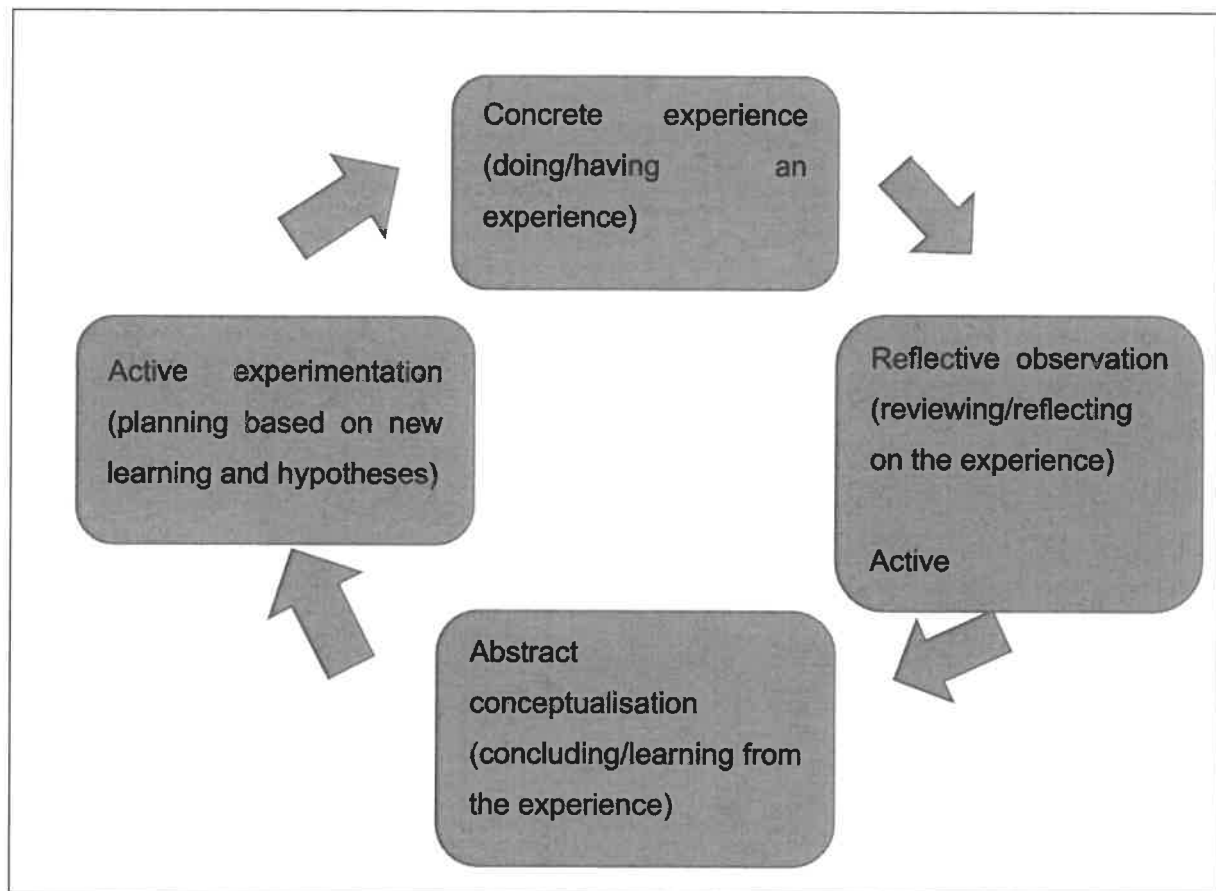 Concrete experience
(doing/having an
experience)
Active experimentation
(planning based on new
learning and hypotheses)
Reflective observation
(reviewing/reflecting
on the experience)
Active
Abstract
conceptualisation
(concluding/learning from
the experience)